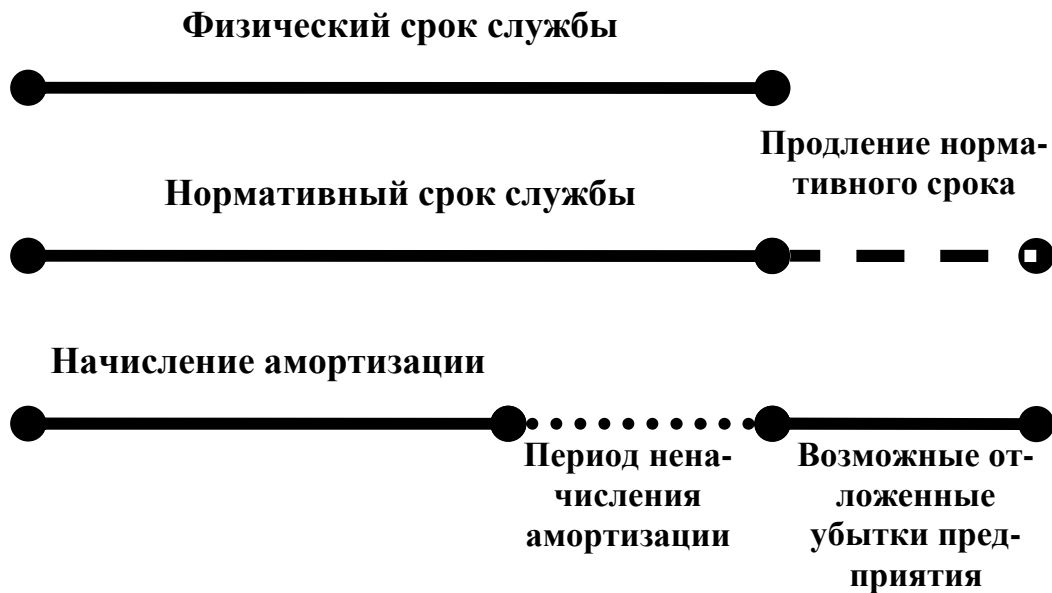 Физический срок службы
Продление норма-
тивного срока
Нормативный срок службы
Начисление амортизации
Период нена-
числения
амортизации
Возможные от-
ложенные
убытки пред-
приятия